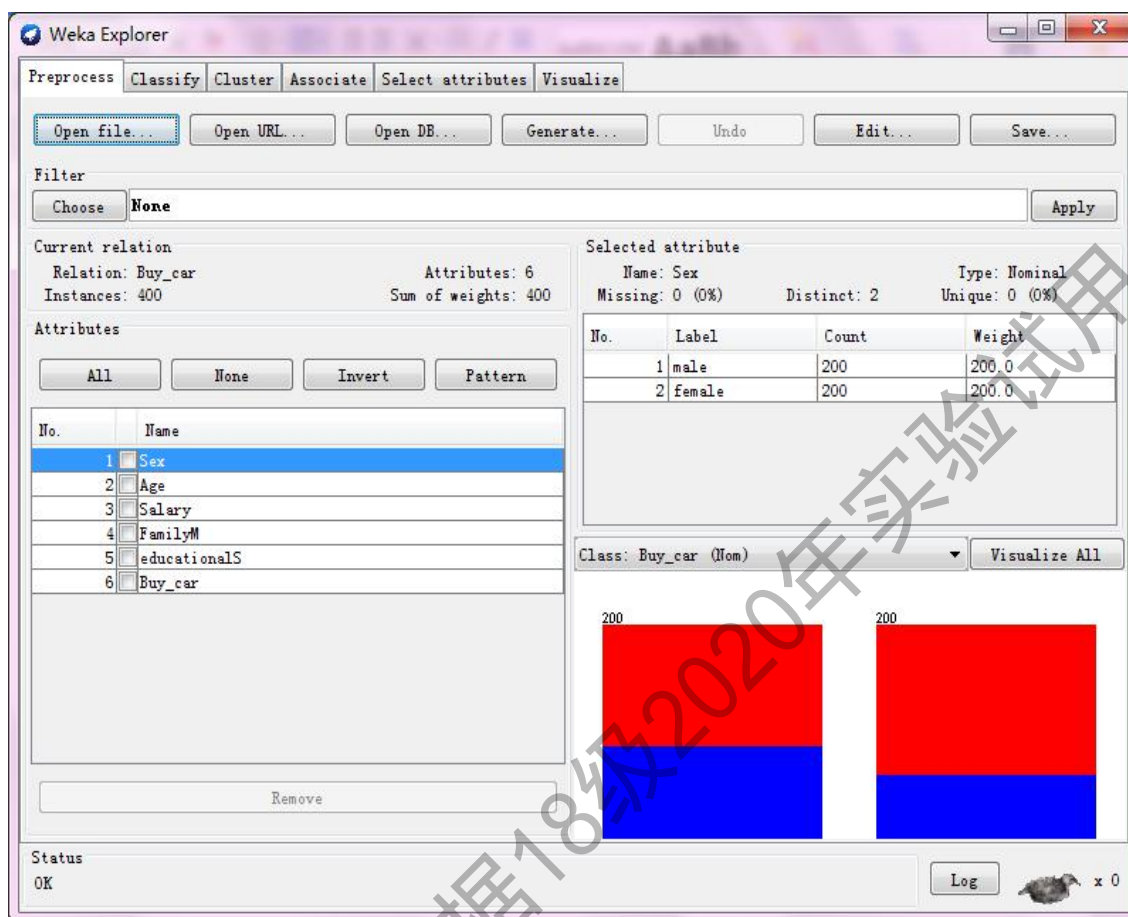 Weka Explorer
Preprocess Classify Cluster Associate Select attributes Visualize
Open file... Open URL... Open DB... Generate... Undo Edit... Save...
Filter
Choose None Apply
Current relation
Relation: Buy_car Attributes: 6
Instances: 400 Sum of weights: 400
Attributes
All None Invert Pattern
No. Name
1 Sex
2 Age
3 Salary
4 FamilyM
5 educationalS
6 Buy_car
Remove
Selected attribute
Name: Sex Type: Nominal
Missing: 0 (0%) Distinct: 2 Unique: 0 (0%)
No. Label Count Weight
1 male 200 200.0
2 female 200 200.0
Class: Buy_car (Nom) Visualize All
200 200
Status
OK
Log x 0
据18级2020年实验试用